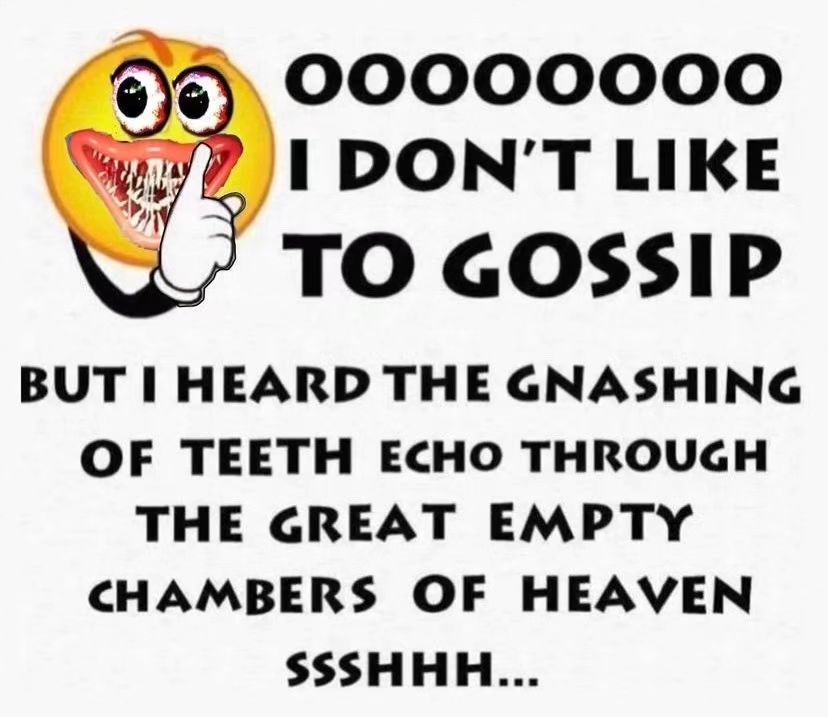 OOOOOOOO
I DON'T LIKE
TO GOSSIP
BUT I HEARD THE GNASHING
OF TEETH ECHO THROUGH
THE GREAT EMPTY
CHAMBERS OF HEAVEN
SSSHHH...